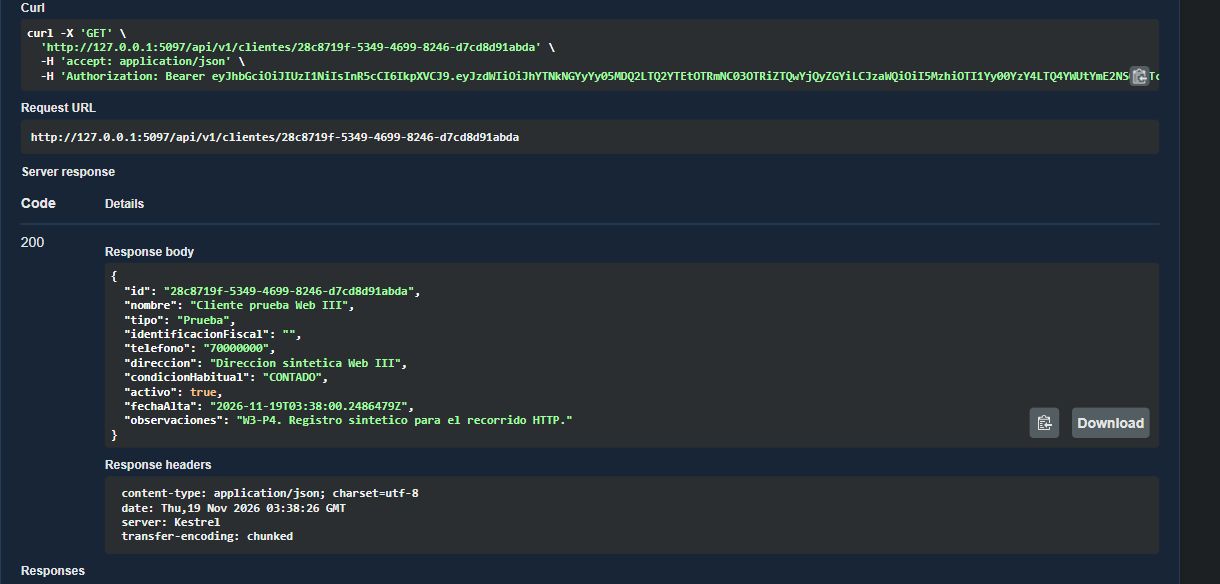 Curl
curl -X 'GET' \
'http://127.0.0.1:5097/api/v1/clientes/28c8719f-5349-4699-8246-d7cd8d91abda' \
-H 'accept: application/json' \
-H 'Authorization: Bearer
Request URL
http://127.0.0.1:5097/api/v1/clientes/28c8719f-5349-4699-8246-d7cd8d91abda
Server response
Code Details
200
Response body
{
"id": "28c8719f-5349-4699-8246-d7cd8d91abda",
"nombre": "Cliente prueba Web III",
"tipo": "Prueba",
"identificacionFiscal": "",
"telefono": "70000000",
"direccion": "Direccion sintetica Web III",
"condicionHabitual": "CONTADO",
"activo": true,
"fechaAlta": "2026-11-19T03:38:00.2486479Z",
"observaciones": "W3-P4. Registro sintetico para el recorrido HTTP."
}
Download
Response headers
content-type: application/json; charset=utf-8
date: Thu,19 Nov 2026 03:38:26 GMT
server: Kestrel
transfer-encoding: chunked
Responses